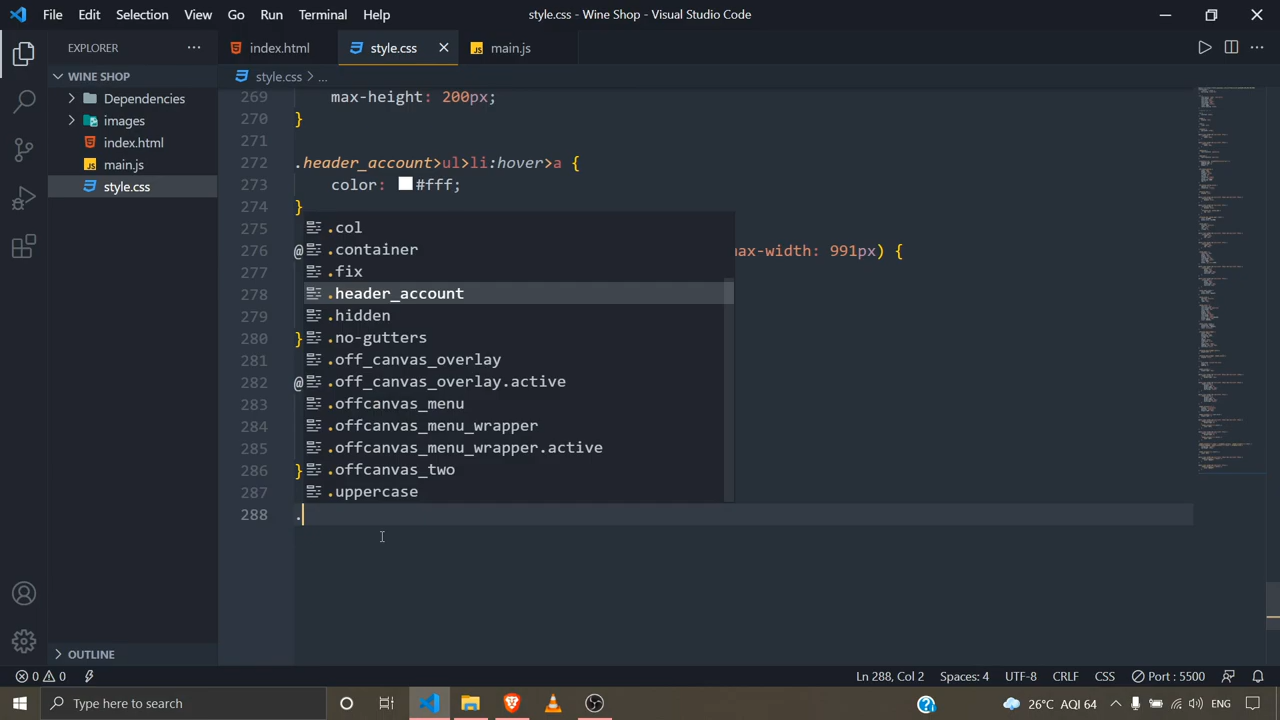 File Edit Selection View Go Run Terminal Help style.css - Wine Shop - Visual Studio Code
EXPLORER ...
index.html style.css main.js
WINE SHOP
style.css > ...
Dependencies
images
index.html
main.js
style.css
269 max-height: 200px;
270 }
271
272 .header_account>ul>li:hover>a {
273 color: #fff;
274 }
275 .col
276 @ .container max-width: 991px) {
277 .fix
278 .header_account
.hidden
280 } .no-gutters
281 .off_canvas_overlay
282 @ .off_canvas_overlay.active
283 .offcanvas_menu
284 .offcanvas_menu_wrapper
285 .offcanvas_menu_wrapper.active
286 } .offcanvas_two
287 .uppercase
288 .
OUTLINE
0 0 Ln 288, Col 2 Spaces: 4 UTF-8 CRLF CSS Port : 5500
Type here to search 26°C AQI 64 ENG